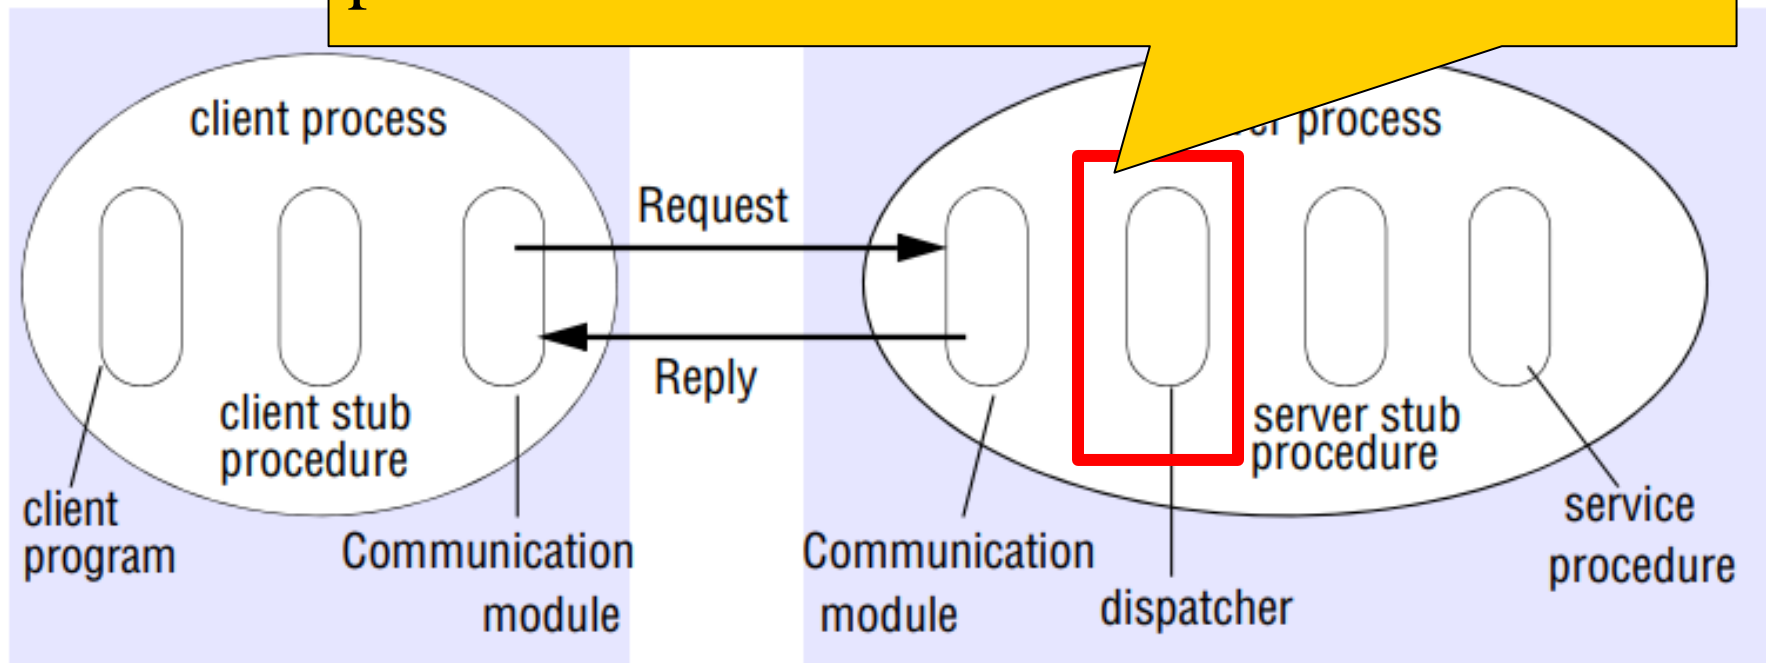 client process
process
Request
Reply
client stub
procedure
server stub
procedure
client
program
Communication
module
Communication
module
dispatcher
service
procedure